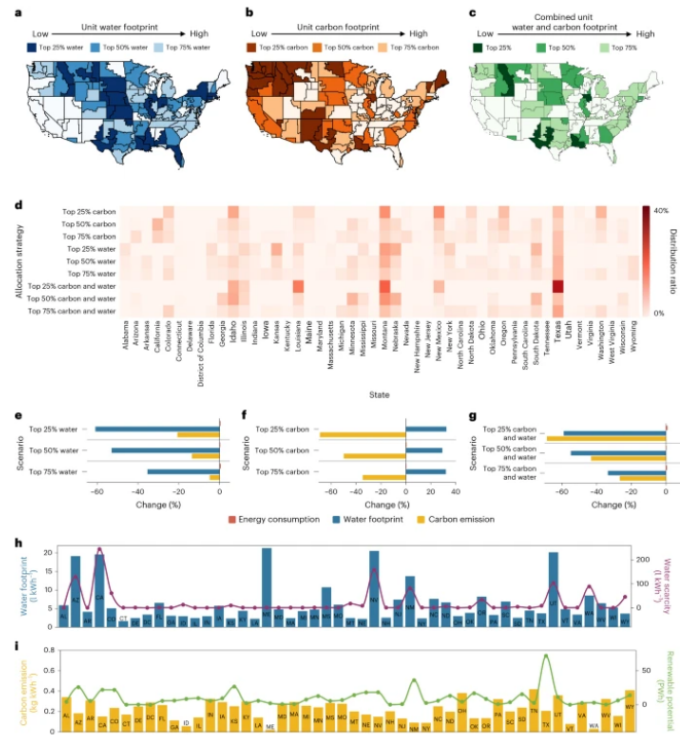 a
Unit water footprint
Low High
Top 25% water Top 50% water Top 75% water
b
Unit carbon footprint
Low High
Top 25% carbon Top 50% carbon Top 75% carbon
c
Combined unit
water and carbon footprint
Low High
Top 25% Top 50% Top 75%
d
Allocation strategy
Top 25% carbon
Top 50% carbon
Top 75% carbon
Top 25% water
Top 50% water
Top 75% water
Top 25% carbon and water
Top 50% carbon and water
Top 75% carbon and water
40%
Distribution ratio
0%
Alabama
Arizona
Arkansas
California
Colorado
Connecticut
Delaware
District of Columbia
Florida
Georgia
Idaho
Illinois
Indiana
Iowa
Kansas
Kentucky
Louisiana
Maine
Maryland
Massachusetts
Michigan
Minnesota
Mississippi
Missouri
Montana
Nebraska
Nevada
New Hampshire
New Jersey
New Mexico
New York
North Carolina
North Dakota
Ohio
Oklahoma
Oregon
Pennsylvania
South Carolina
South Dakota
Tennessee
Texas
Utah
Vermont
Virginia
Washington
West Virginia
Wisconsin
Wyoming
State
e
Scenario
Top 25% water
Top 50% water
Top 75% water
−60 −40 −20 0
Change (%)
f
Top 25% carbon
Top 50% carbon
Top 75% carbon
−60 −40 −20 0 20 40
Change (%)
g
Scenario
Top 25% carbon
and water
Top 50% carbon
and water
Top 75% carbon
and water
−60 −40 −20 0
Change (%)
Energy consumption Water footprint Carbon emission
h
Water footprint
(l kWh⁻¹)
20
15
10
5
0
200
100
0
Water scarcity
(l kWh⁻¹)
i
Carbon emission
(kg kWh⁻¹)
0.8
0.6
0.4
0.2
0
50
0
Renewable potential
(PWh)